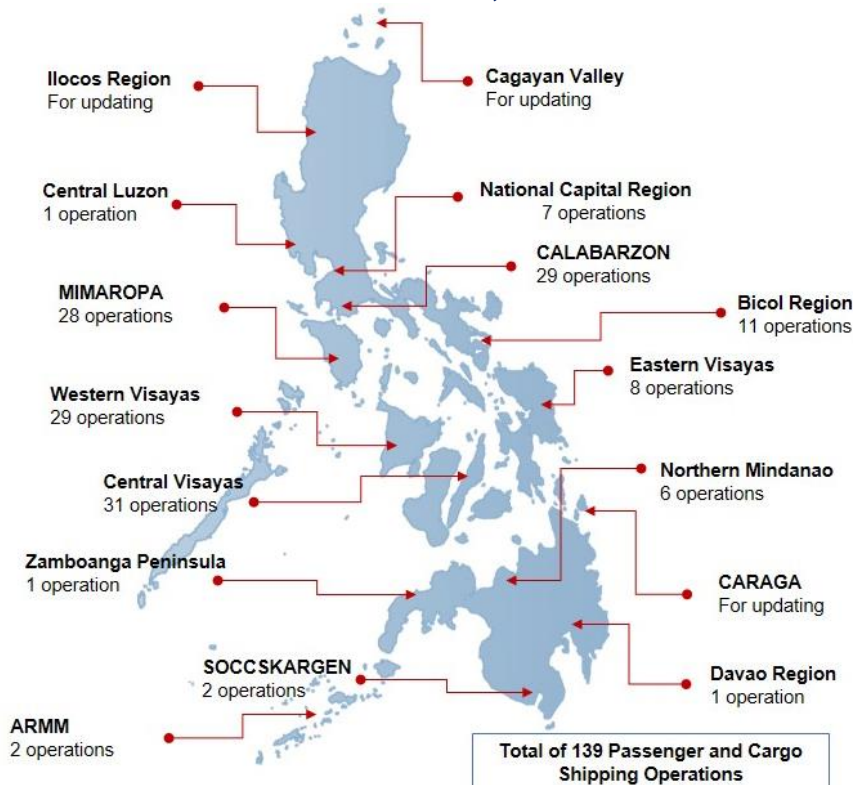 Ilocos Region
For updating
Cagayan Valley
For updating
Central Luzon
1 operation
National Capital Region
7 operations
CALABARZON
29 operations
MIMAROPA
28 operations
Bicol Region
11 operations
Eastern Visayas
8 operations
Western Visayas
29 operations
Northern Mindanao
6 operations
Central Visayas
31 operations
Zamboanga Peninsula
1 operation
CARAGA
For updating
SOCCSKARGEN
2 operations
Davao Region
1 operation
ARMM
2 operations
Total of 139 Passenger and Cargo
Shipping Operations